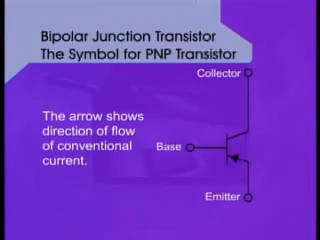 Bipolar Junction Transistor
The Symbol for PNP Transistor
Collector
The arrow shows
direction of flow
of conventional
current.
Base
Emitter